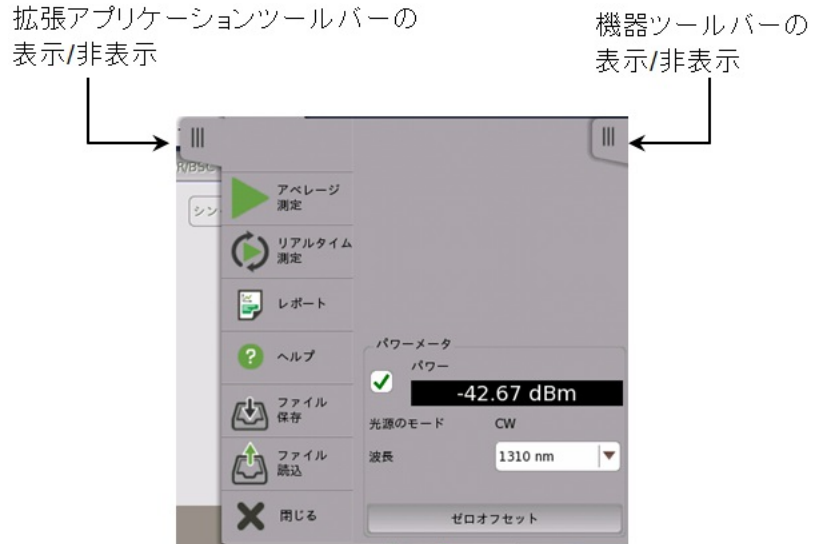 拡張アプリケーションツールバーの
表示/非表示
機器ツールバーの
表示/非表示
R/BSC
シン
アベレージ
測定
リアルタイム
測定
レポート
ヘルプ
ファイル
保存
ファイル
読込
閉じる
パワーメータ
パワー
-42.67 dBm
光源のモード CW
波長 1310 nm
ゼロオフセット